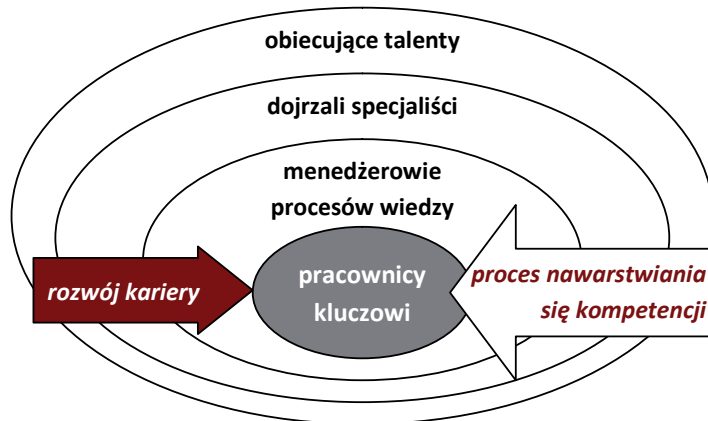 obiecujące talenty
dojrzali specjaliści
menedżerowie
procesów wiedzy
rozwój kariery
pracownicy
kluczowi
proces nawarstwiania
się kompetencji